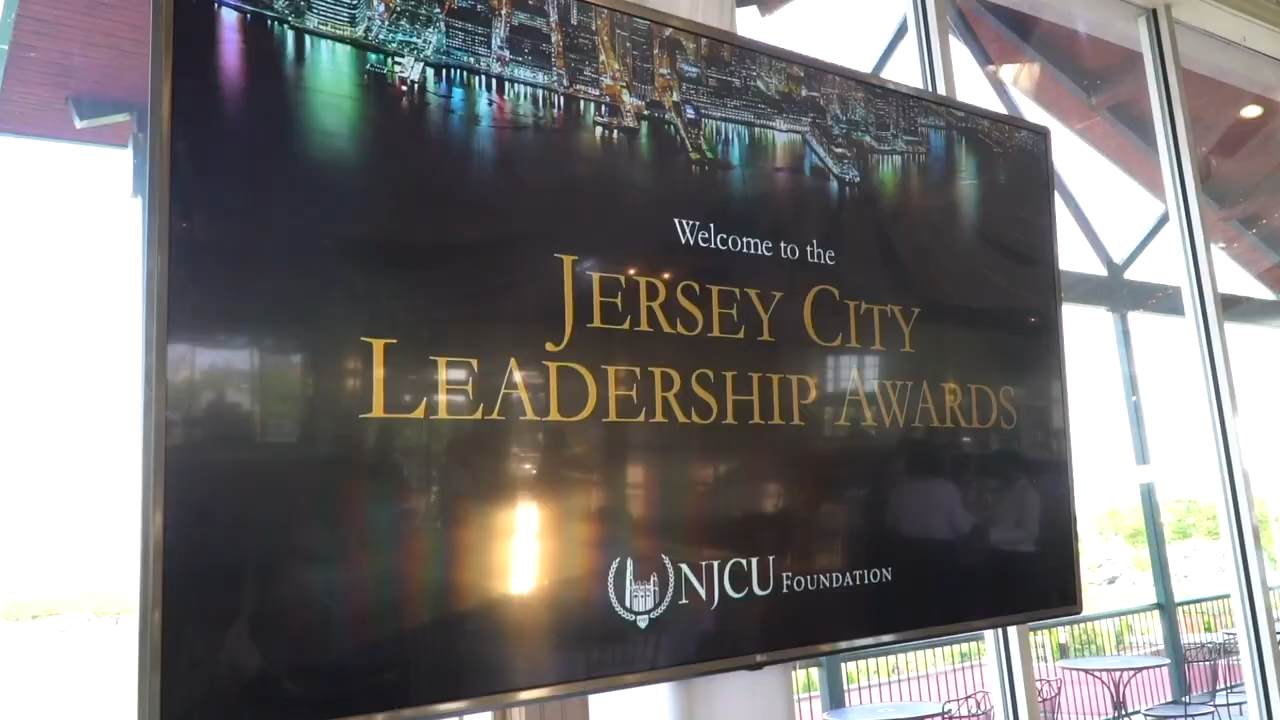 Welcome to the
JERSEY CITY
LEADERSHIP AWARDS
NJCU FOUNDATION